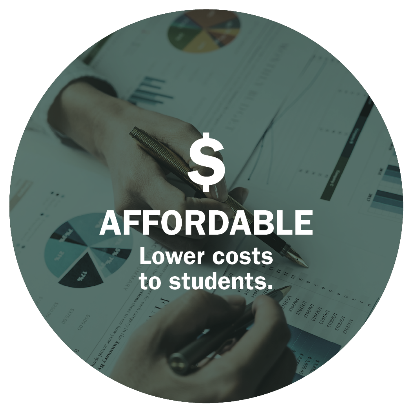 $
AFFORDABLE
Lower costs
to students.